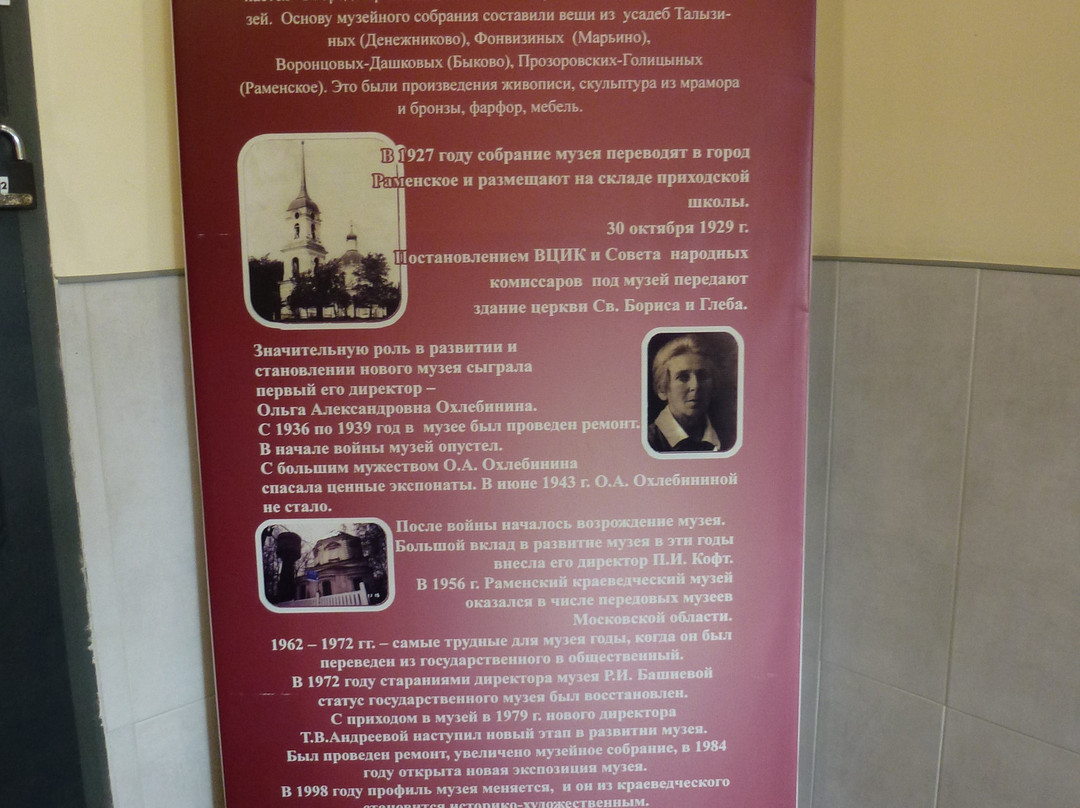 зей. Основу музейного собрания составили вещи из усадеб Талызи-
ных (Денежниково), Фонвизиных (Марьино),
Воронцовых-Дашковых (Быково), Прозоровских-Голицыных
(Раменское). Это были произведения живописи, скульптура из мрамора
и бронзы, фарфор, мебель.
В 1927 году собрание музея переводят в город
Раменское и размещают на складе приходской
школы.
30 октября 1929 г.
Постановлением ВЦИК и Совета народных
комиссаров под музей передают
здание церкви Св. Бориса и Глеба.
Значительную роль в развитии и
становлении нового музея сыграла
первый его директор –
Ольга Александровна Охлебинина.
С 1936 по 1939 год в музее был проведен ремонт.
В начале войны музей опустел.
С большим мужеством О.А. Охлебинина
спасала ценные экспонаты. В июне 1943 г. О.А. Охлебининой
не стало.
После войны началось возрождение музея.
Большой вклад в развитие музея в эти годы
внесла его директор П.И. Кофт.
В 1956 г. Раменский краеведческий музей
оказался в числе передовых музеев
Московской области.
1962 – 1972 гг. – самые трудные для музея годы, когда он был
переведен из государственного в общественный.
В 1972 году стараниями директора музея Р.И. Башневой
статус государственного музея был восстановлен.
С приходом в музей в 1979 г. нового директора
Т.В.Андреевой наступил новый этап в развитии музея.
Был проведен ремонт, увеличено музейное собрание, в 1984
году открыта новая экспозиция музея.
В 1998 году профиль музея меняется, и он из краеведческого
становится историко-художественным.